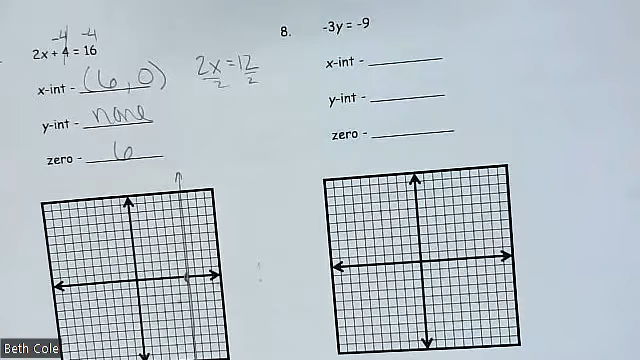 -4 -4
2x + 4 = 16
x-int - (6, 0)
2x = 12
2 2
y-int - none
zero - 6
8. -3y = -9
x-int -
y-int -
zero -
Beth Cole